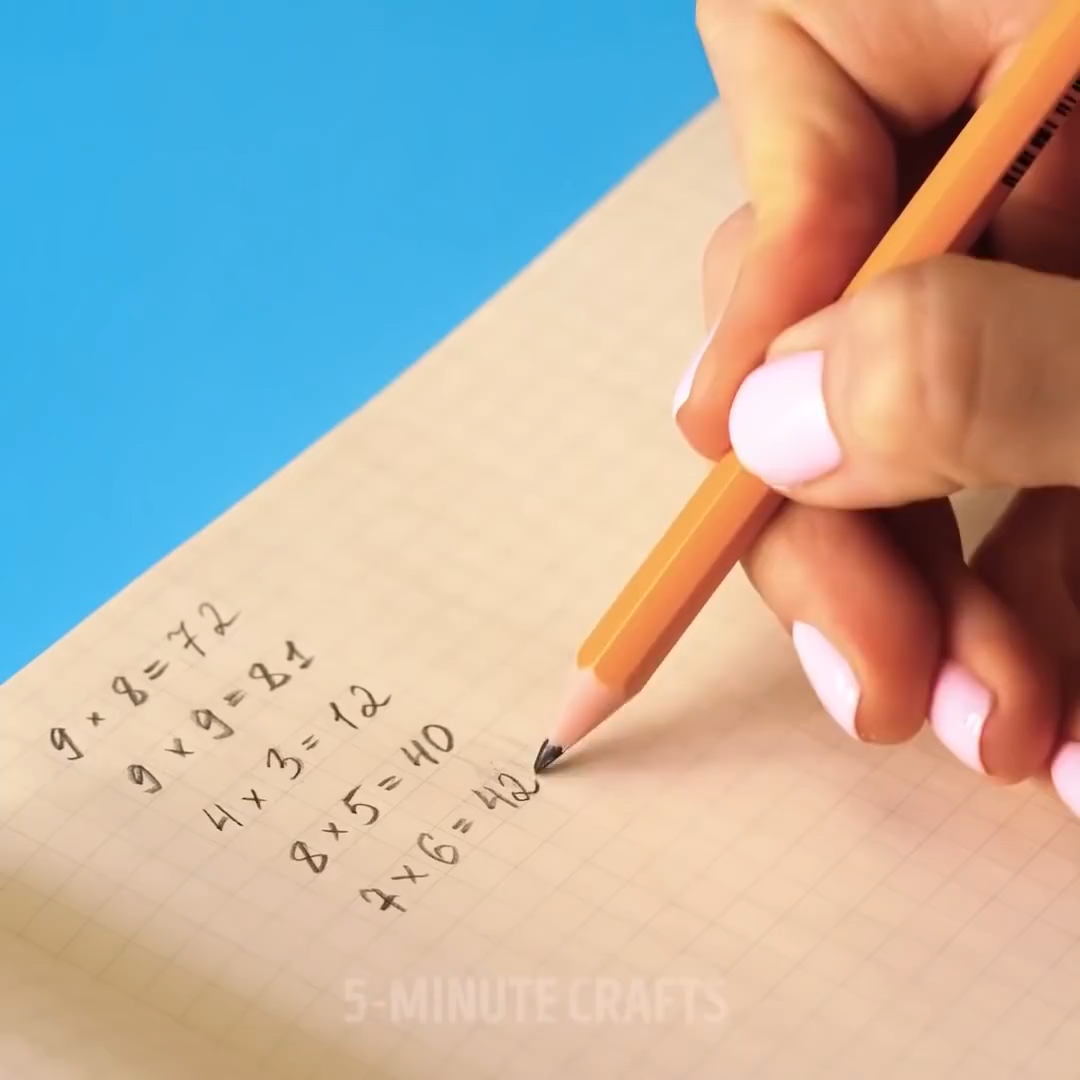 9 × 8 = 72
9 × 9 = 81
4 × 3 = 12
8 × 5 = 40
7 × 6 = 42
5-MINUTE CRAFTS